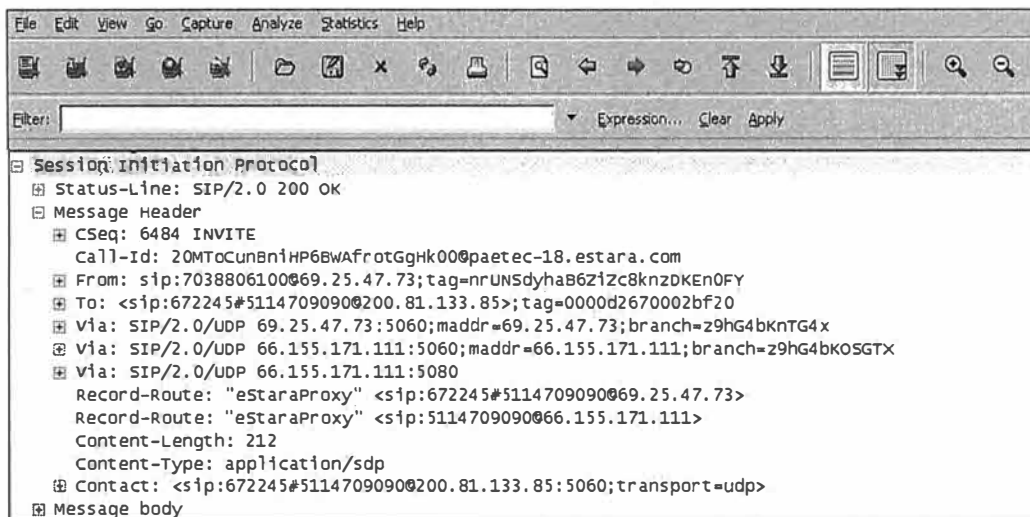 File Edit View Go Capture Analyze Statistics Help
Filter: Expression... Clear Apply
Session Initiation Protocol
Status-Line: SIP/2.0 200 OK
Message Header
CSeq: 6484 INVITE
Call-Id: 2OMToCunBniHP6BwAfrotGgHk00@paetec-18.estara.com
From: sip:7038806100@69.25.47.73;tag=nrUNSdyhaB6ZiZc8knzDKEn0FY
To: <sip:672245#5114709090@200.81.133.85>;tag=0000d2670002bf20
Via: SIP/2.0/UDP 69.25.47.73:5060;maddr=69.25.47.73;branch=z9hG4bKnTG4x
Via: SIP/2.0/UDP 66.155.171.111:5060;maddr=66.155.171.111;branch=z9hG4bKOSGTX
Via: SIP/2.0/UDP 66.155.171.111:5080
Record-Route: "eStaraProxy" <sip:672245#5114709090@69.25.47.73>
Record-Route: "eStaraProxy" <sip:5114709090@66.155.171.111>
Content-Length: 212
Content-Type: application/sdp
Contact: <sip:672245#5114709090@200.81.133.85:5060;transport=udp>
Message body